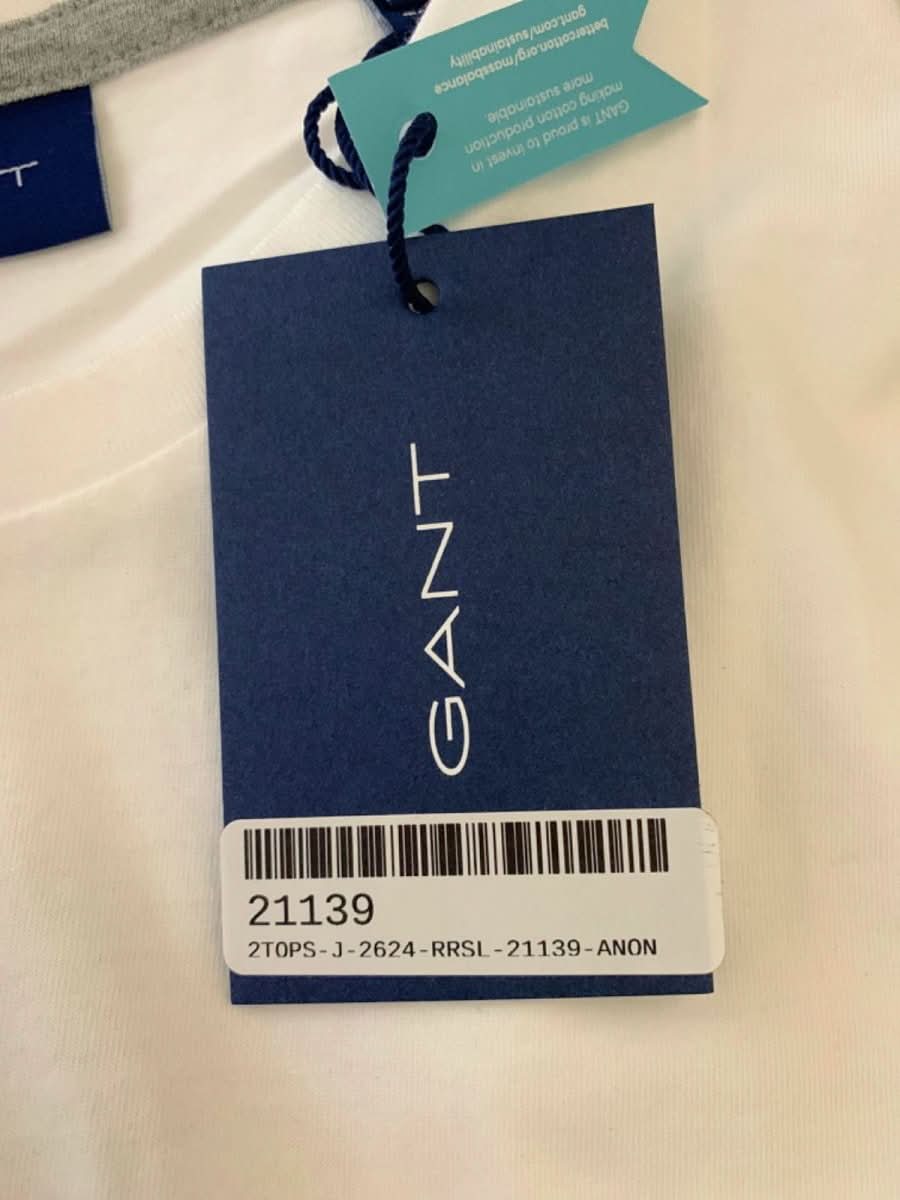 GANT is proud to invest in
making cotton production
more sustainable.
bettercotton.org/massbalance
gant.com/sustainability
T
GANT
21139
2TOPS-J-2624-RRSL-21139-ANON